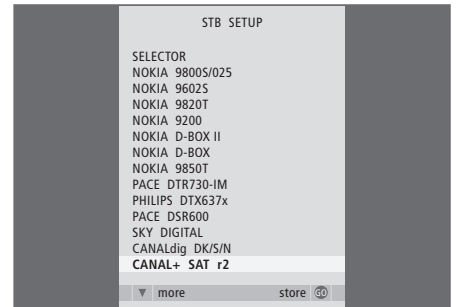 STB SETUP
SELECTOR
NOKIA 9800S/025
NOKIA 9602S
NOKIA 9820T
NOKIA 9200
NOKIA D-BOX II
NOKIA D-BOX
NOKIA 9850T
PACE DTR730-IM
PHILIPS DTX637x
PACE DSR600
SKY DIGITAL
CANALdig DK/S/N
CANAL+ SAT r2
▼ more store GO